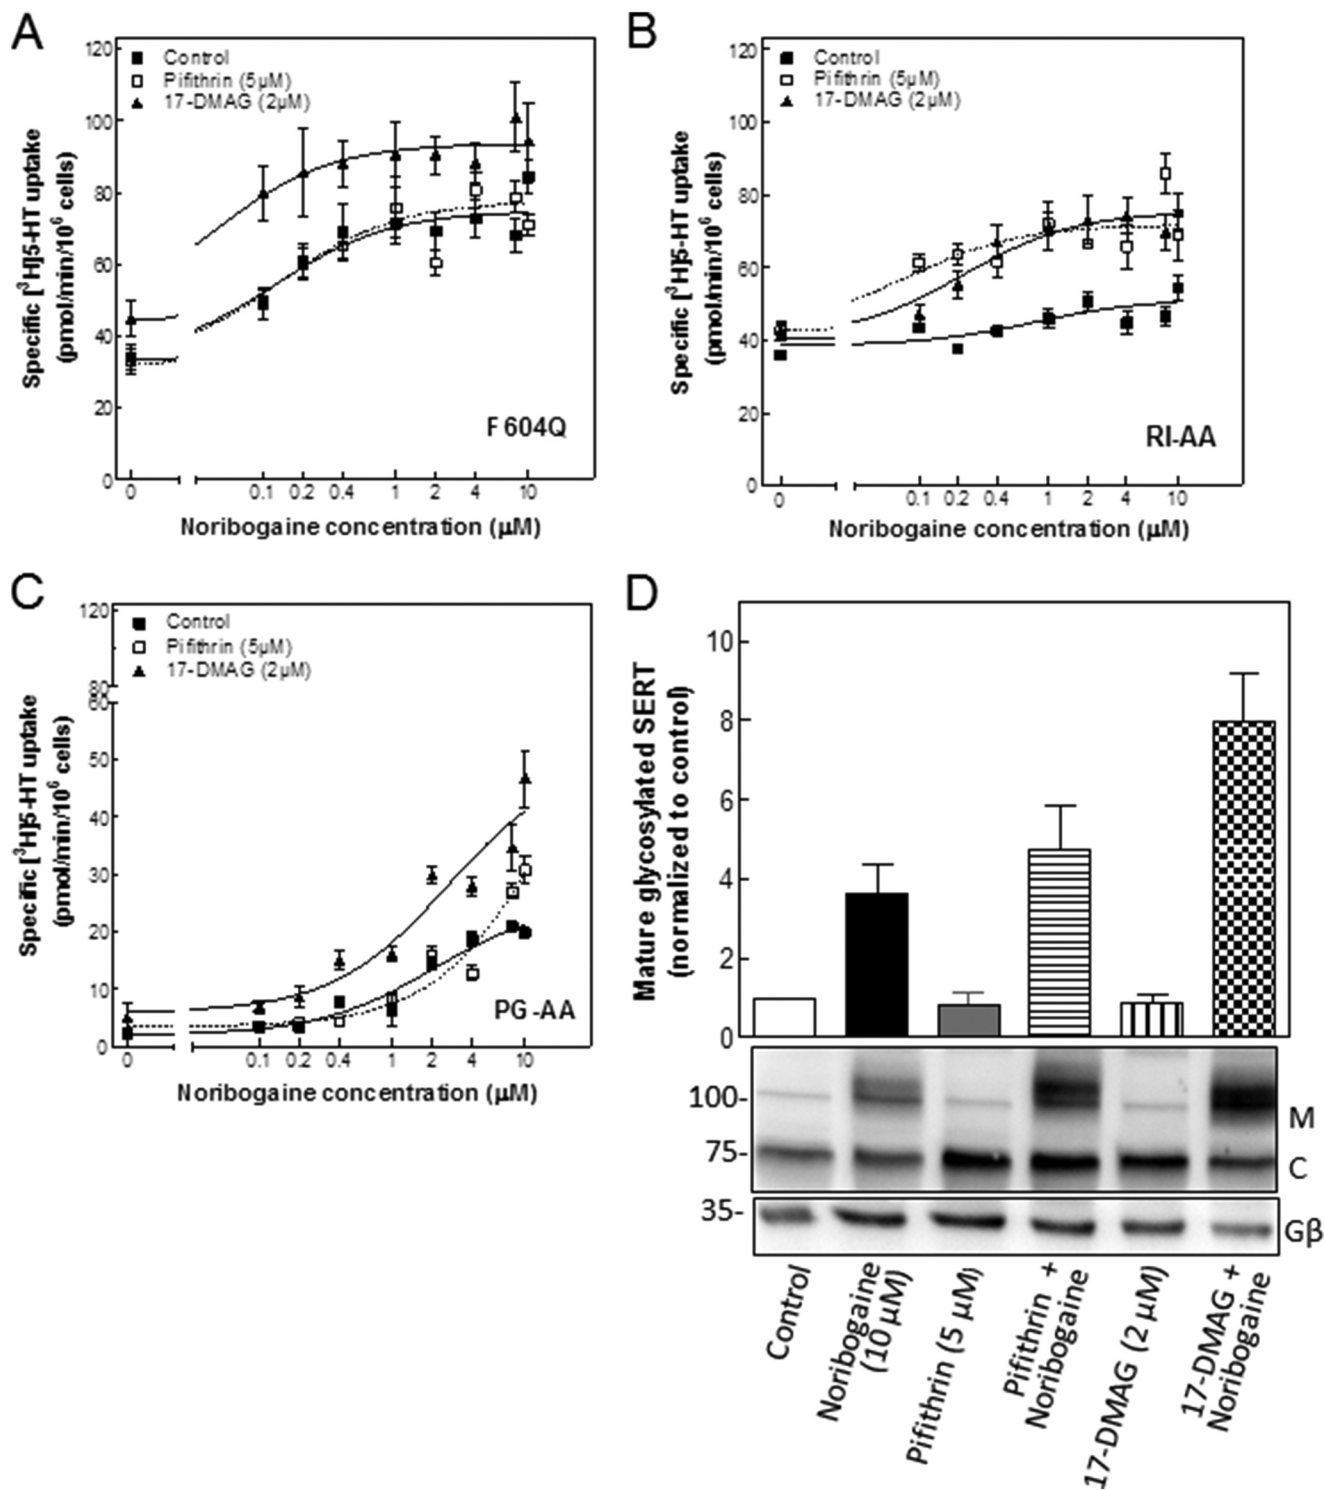 A
120
100
80
60
40
20
0
Specific [³H]5-HT uptake
(pmol/min/10⁶ cells)
Control
Pifithrin (5µM)
17-DMAG (2µM)
F604Q
0 0.1 0.2 0.4 1 2 4 10
Noribogaine concentration (µM)
B
120
100
80
60
40
20
0
Specific [³H]5-HT uptake
(pmol/min/10⁶ cells)
Control
Pifithrin (5µM)
17-DMAG (2µM)
RI-AA
0 0.1 0.2 0.4 1 2 4 10
Noribogaine concentration (µM)
C
120
80
60
50
40
30
20
10
0
Specific [³H]5-HT uptake
(pmol/min/10⁶ cells)
Control
Pifithrin (5µM)
17-DMAG (2µM)
PG-AA
0 0.1 0.2 0.4 1 2 4 10
Noribogaine concentration (µM)
D
10
8
6
4
2
0
Mature glycosylated SERT
(normalized to control)
100-
75-
35-
M
C
Gβ
Control
Noribogaine
(10 µM)
Pifithrin (5 µM)
Pifithrin +
Noribogaine
17-DMAG (2 µM)
17-DMAG +
Noribogaine